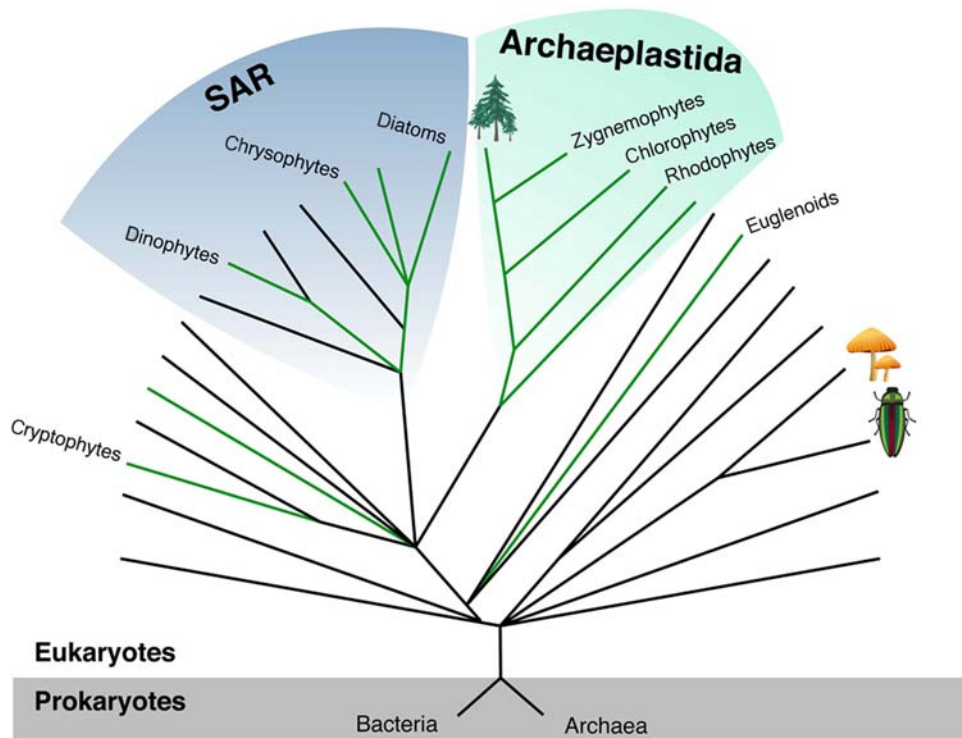 SAR
Archaeplastida
Diatoms
Chrysophytes
Dinophytes
Zygnemophytes
Chlorophytes
Rhodophytes
Euglenoids
Cryptophytes
Eukaryotes
Prokaryotes
Bacteria
Archaea